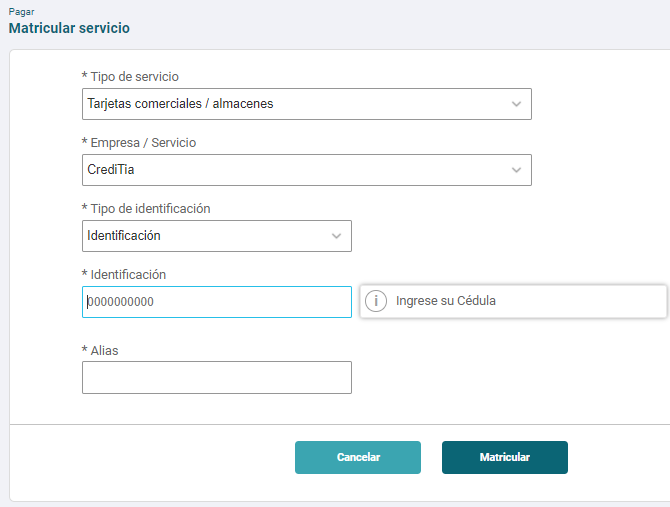 Pagar
Matricular servicio
* Tipo de servicio
Tarjetas comerciales / almacenes
* Empresa / Servicio
CrediTia
* Tipo de identificación
Identificación
* Identificación
0000000000
i Ingrese su Cédula
* Alias
Cancelar Matricular